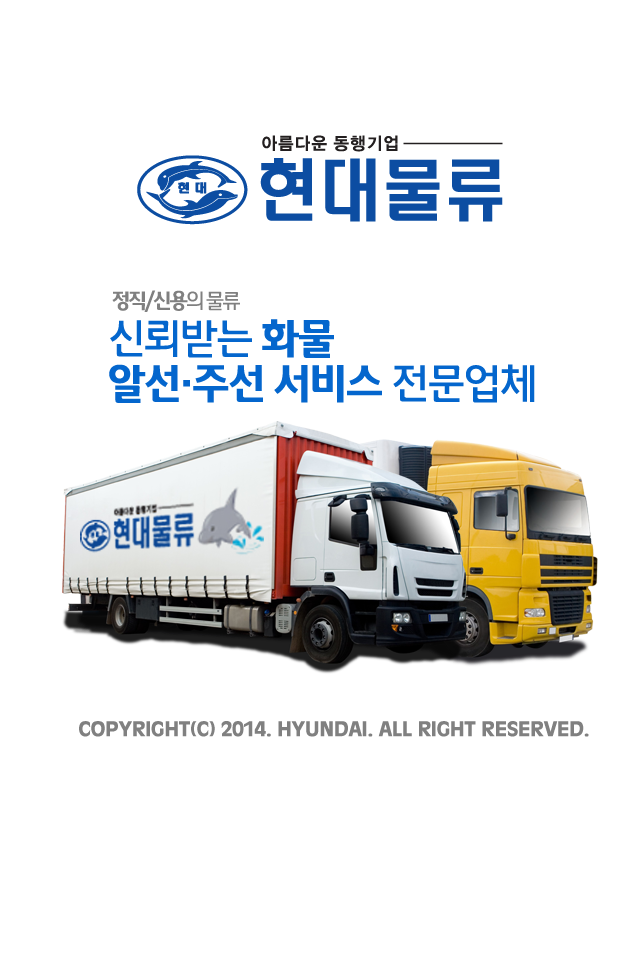 아름다운 동행기업
현대
현대물류
정직/신용의 물류
신뢰받는 화물
알선·주선 서비스 전문업체
아름다운 동행기업
현대물류
COPYRIGHT(C) 2014. HYUNDAI. ALL RIGHT RESERVED.